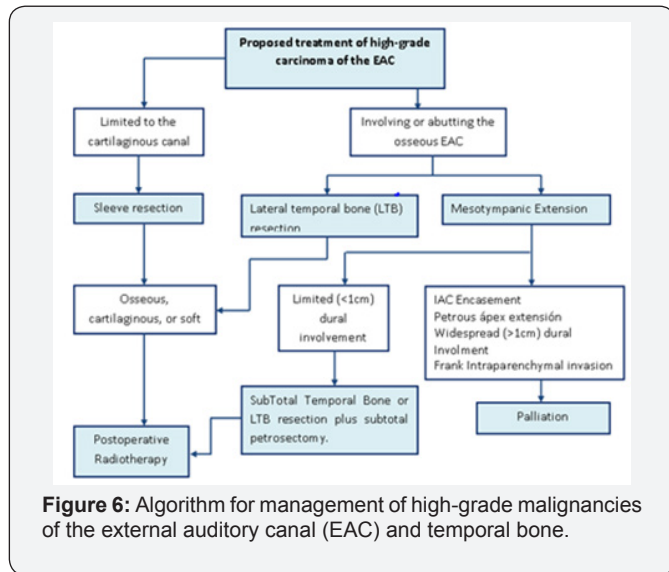 Proposed treatment of high-grade
carcinoma of the EAC
Limited to the
cartilaginous canal
Involving or abutting the
osseous EAC
Sleeve resection
Lateral temporal bone (LTB)
resection
Mesotympanic Extension
Osseous,
cartilaginous, or soft
Limited (<1cm)
dural
involvement
IAC Encasement
Petrous ápex extensión
Widespread (>1cm) dural
Involment
Frank Intraparenchymal invasion
SubTotal Temporal Bone or
LTB resection plus subtotal
petrosectomy.
Palliation
Postoperative
Radiotherapy
Figure 6: Algorithm for management of high-grade malignancies
of the external auditory canal (EAC) and temporal bone.